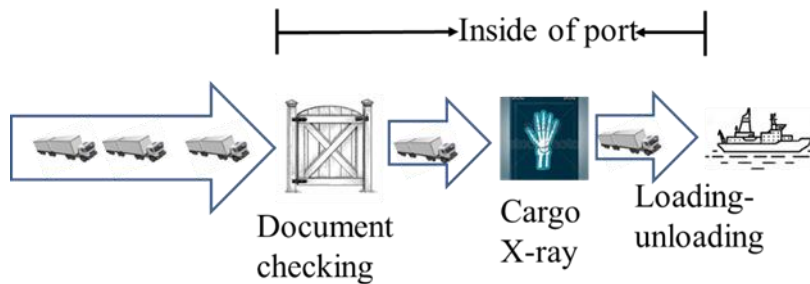 Inside of port
Document
checking
Cargo
X-ray
Loading-
unloading